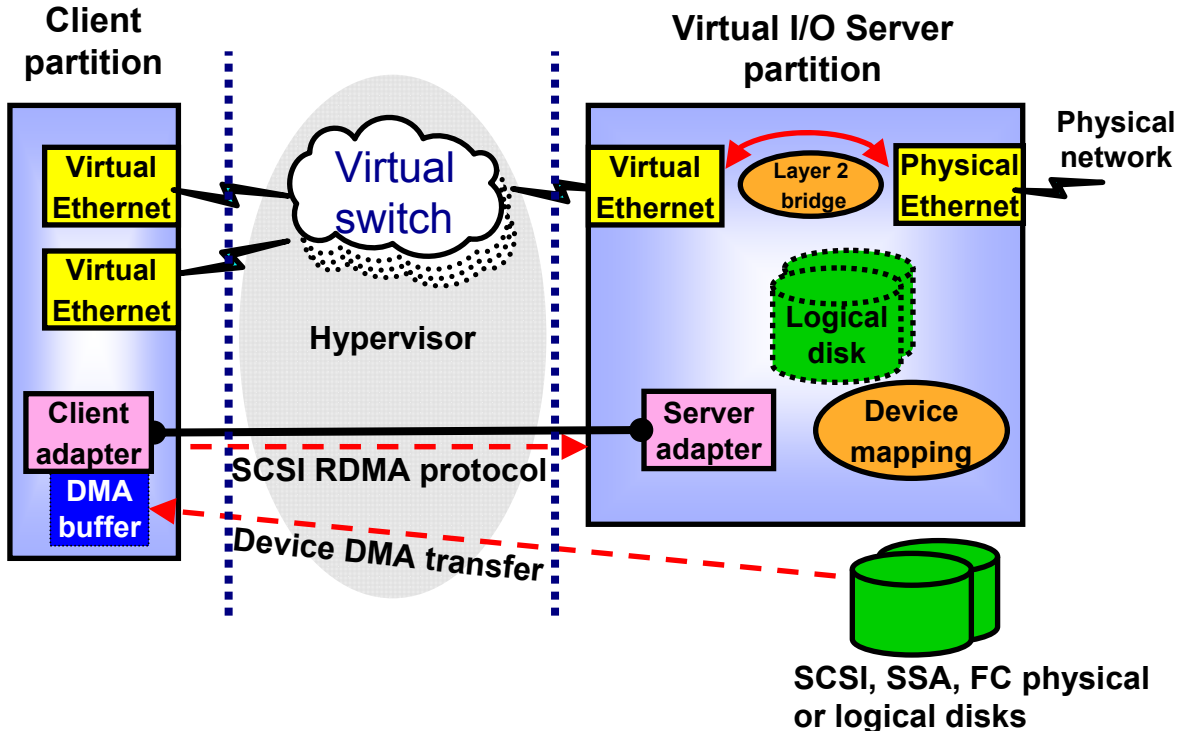 Client
partition
Virtual I/O Server
partition
Physical
network
Virtual
Ethernet
Virtual
switch
Virtual
Ethernet
Layer 2
bridge
Physical
Ethernet
Virtual
Ethernet
Hypervisor
Logical
disk
Client
adapter
Server
adapter
Device
mapping
SCSI RDMA protocol
DMA
buffer
Device DMA transfer
SCSI, SSA, FC physical
or logical disks